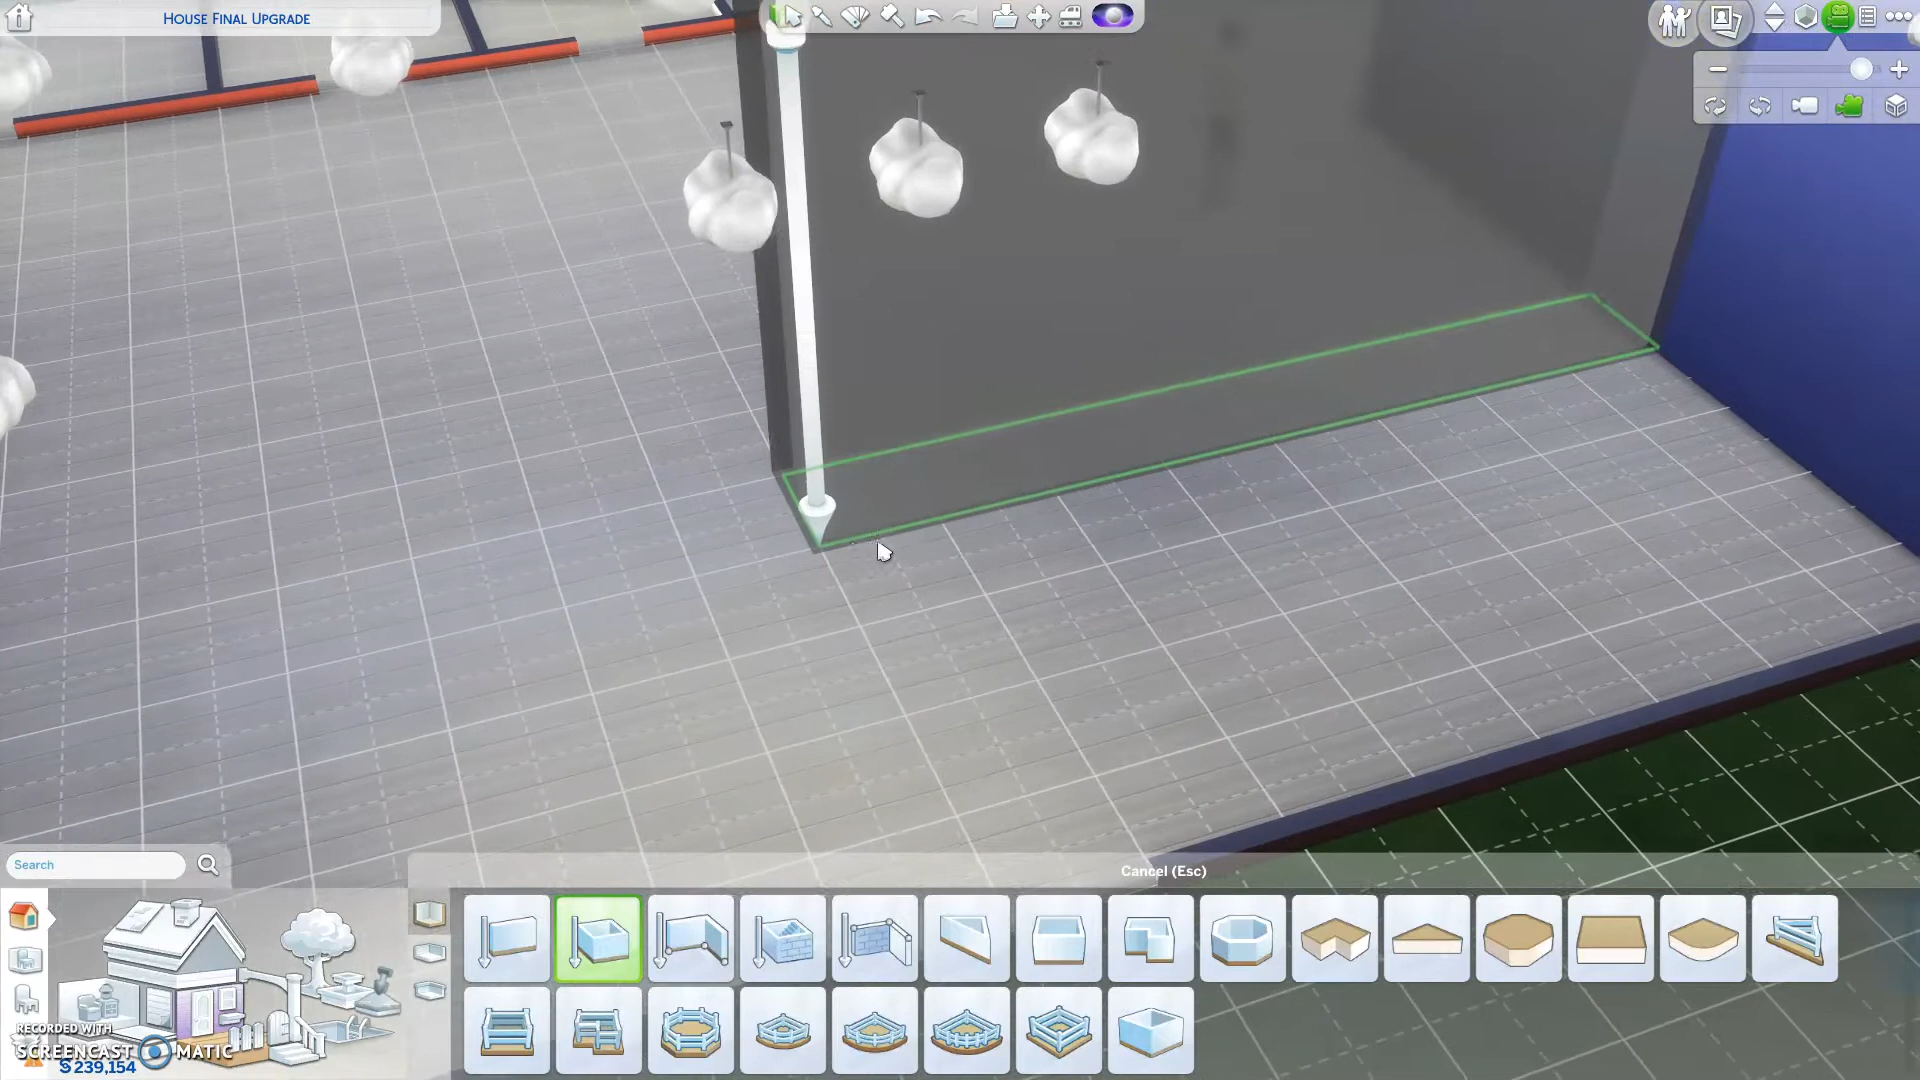 House Final Upgrade
Search
Cancel (Esc)
RECORDED WITH
SCREENCAST MATIC
§239,154